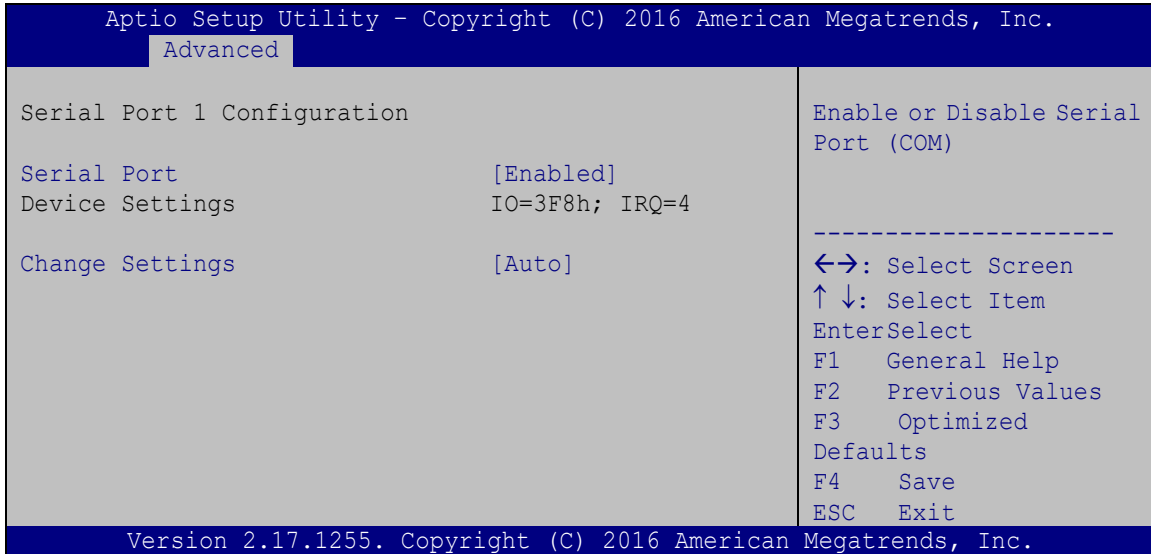 Aptio Setup Utility – Copyright (C) 2016 American Megatrends, Inc.
Advanced
Serial Port 1 Configuration
Serial Port [Enabled]
Device Settings IO=3F8h; IRQ=4
Change Settings [Auto]
Enable or Disable Serial
Port (COM)
---------------------
←→: Select Screen
↑ ↓: Select Item
EnterSelect
F1 General Help
F2 Previous Values
F3 Optimized
Defaults
F4 Save
ESC Exit
Version 2.17.1255. Copyright (C) 2016 American Megatrends, Inc.